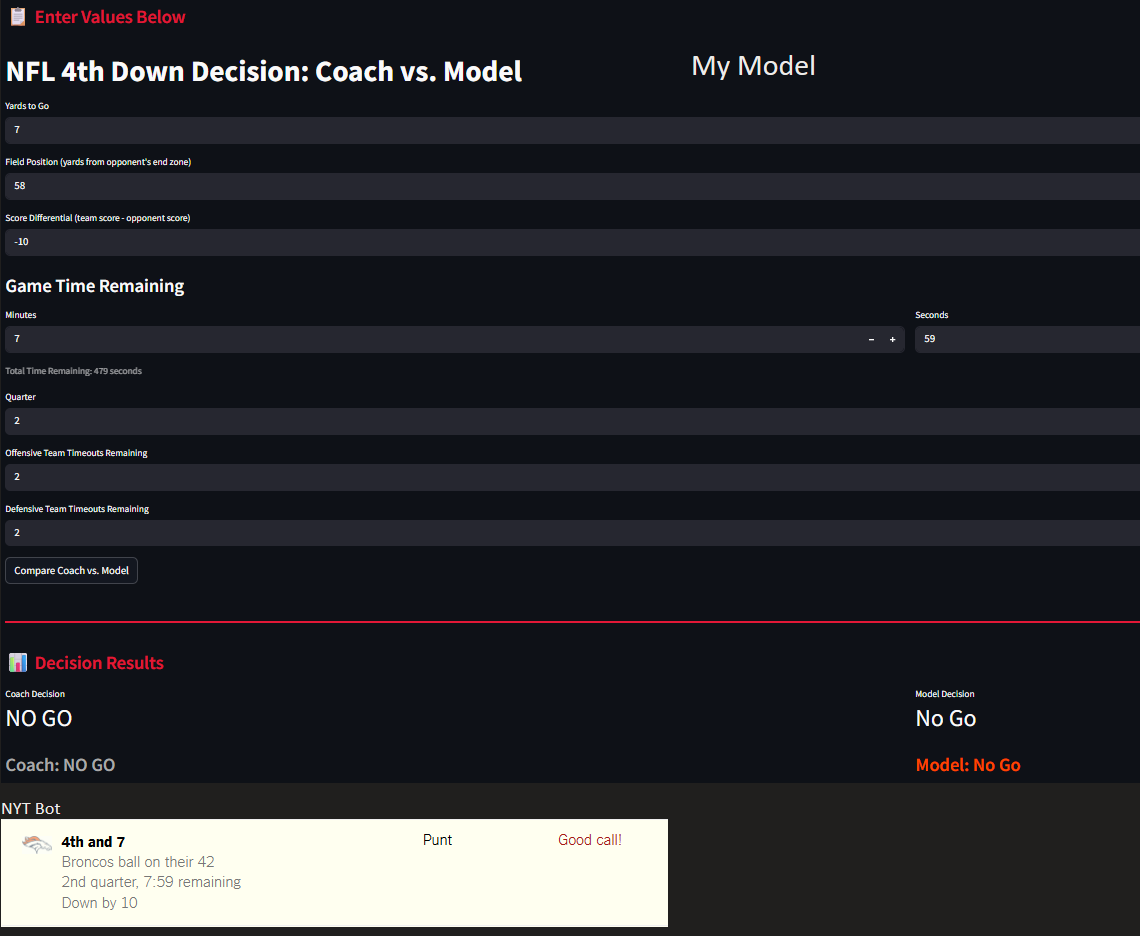 Enter Values Below
NFL 4th Down Decision: Coach vs. Model
My Model
Yards to Go
7
Field Position (yards from opponent's end zone)
58
Score Differential (team score - opponent score)
-10
Game Time Remaining
Minutes
Seconds
7 − +
59
Total Time Remaining: 479 seconds
Quarter
2
Offensive Team Timeouts Remaining
2
Defensive Team Timeouts Remaining
2
Compare Coach vs. Model
Decision Results
Coach Decision
NO GO
Coach: NO GO
Model Decision
No Go
Model: No Go
NYT Bot
4th and 7
Broncos ball on their 42
2nd quarter, 7:59 remaining
Down by 10
Punt
Good call!